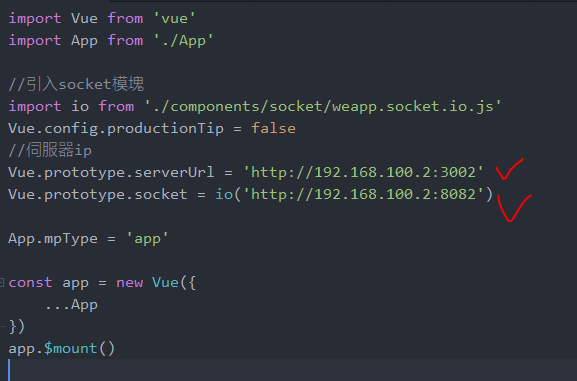 import Vue from 'vue'
import App from './App'
//引入socket模塊
import io from './components/socket/weapp.socket.io.js'
Vue.config.productionTip = false
//伺服器ip
Vue.prototype.serverUrl = 'http://192.168.100.2:3002'
Vue.prototype.socket = io('http://192.168.100.2:8082')
App.mpType = 'app'
const app = new Vue({
    ...App
})
app.$mount()